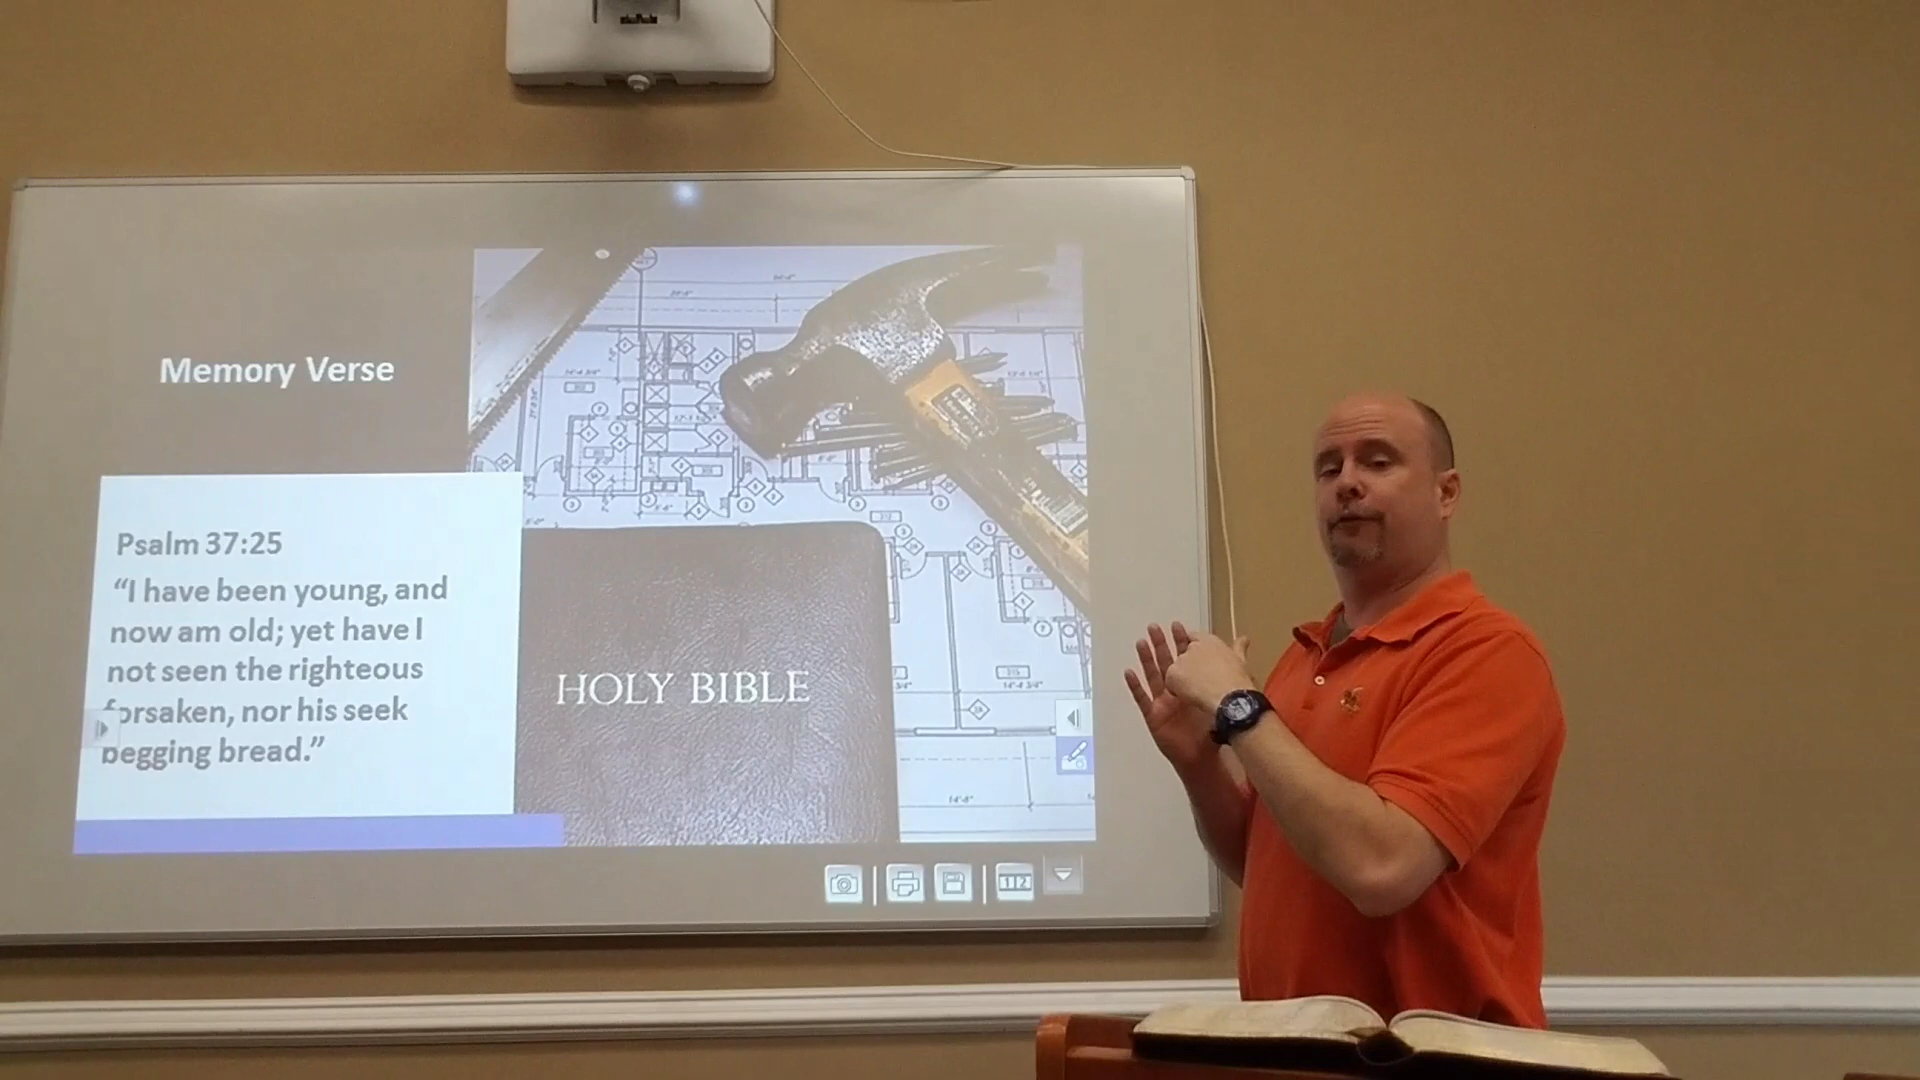 Memory Verse
Psalm 37:25
“I have been young, and
now am old; yet have I
not seen the righteous
forsaken, nor his seek
begging bread.”
HOLY BIBLE